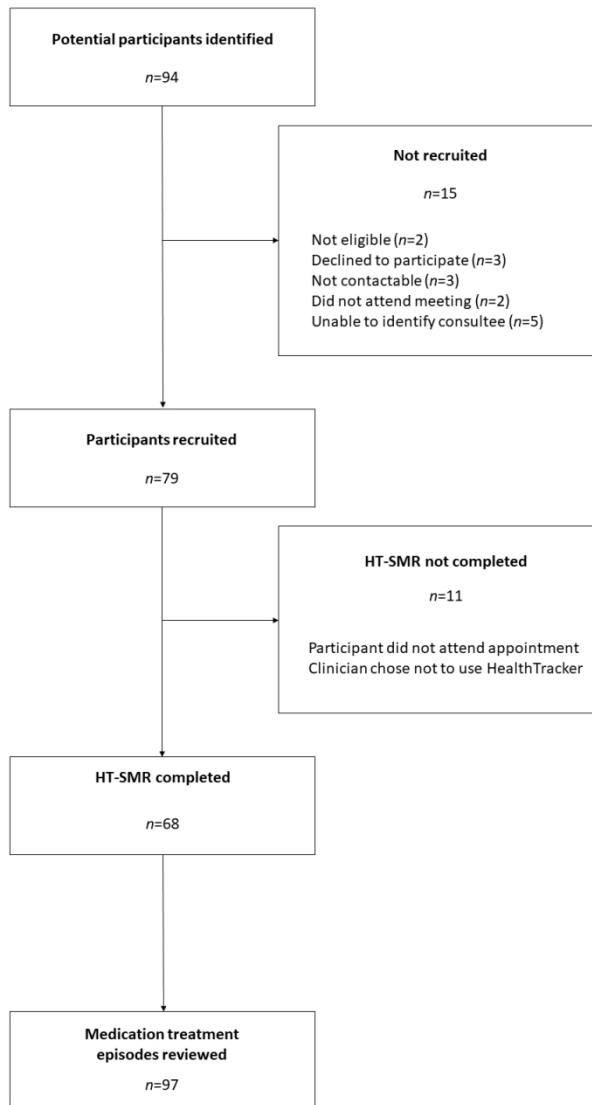 Potential participants identified
n=94
Not recruited
n=15
Not eligible (n=2)
Declined to participate (n=3)
Not contactable (n=3)
Did not attend meeting (n=2)
Unable to identify consultee (n=5)
Participants recruited
n=79
HT-SMR not completed
n=11
Participant did not attend appointment
Clinician chose not to use HealthTracker
HT-SMR completed
n=68
Medication treatment
episodes reviewed
n=97